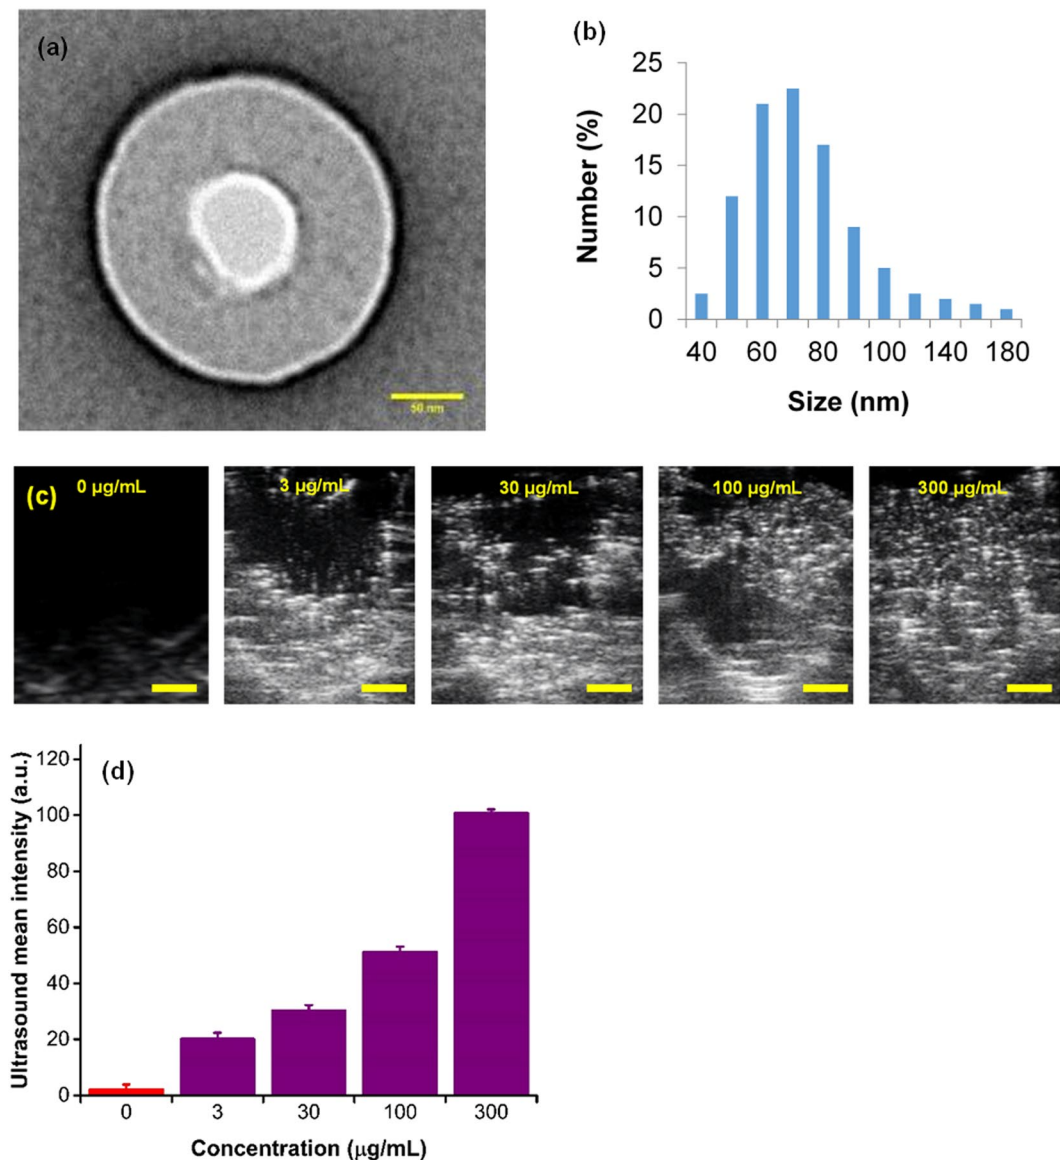 (a)
50 nm
(b)
Number (%)
25
20
15
10
5
0
40 60 80 100 140 180
Size (nm)
(c)
0 µg/mL
3 µg/mL
30 µg/mL
100 µg/mL
300 µg/mL
(d)
Ultrasound mean intensity (a.u.)
120
100
80
60
40
20
0
0 3 30 100 300
Concentration (µg/mL)